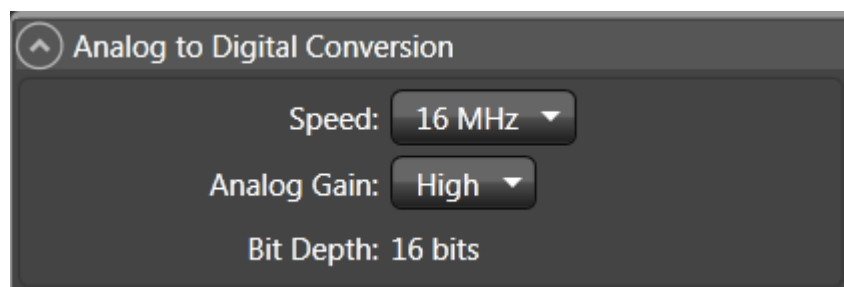 Analog to Digital Conversion
Speed: 16 MHz
Analog Gain: High
Bit Depth: 16 bits